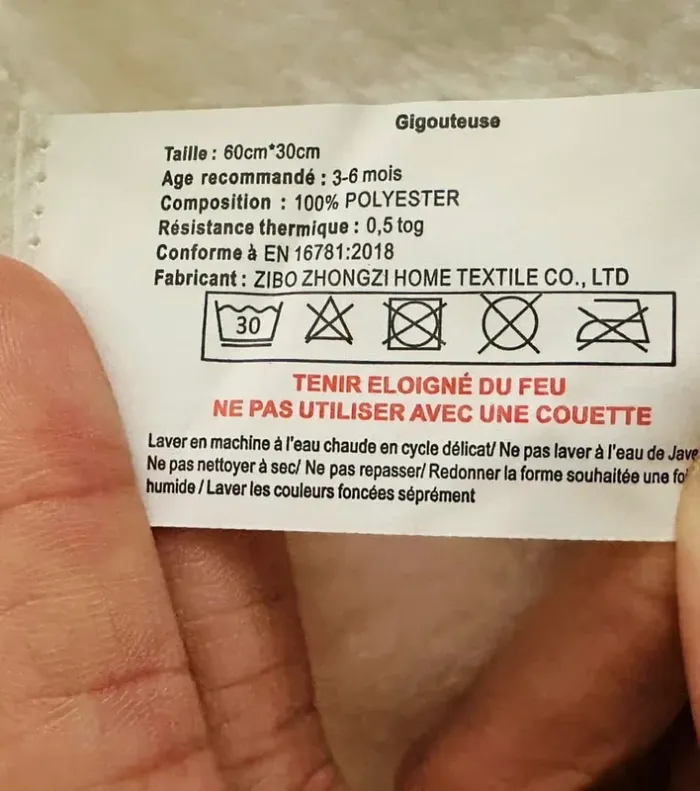 Gigouteuse
Taille : 60cm*30cm
Age recommandé : 3-6 mois
Composition : 100% POLYESTER
Résistance thermique : 0,5 tog
Conforme à EN 16781:2018
Fabricant : ZIBO ZHONGZI HOME TEXTILE CO., LTD
30
TENIR ELOIGNÉ DU FEU
NE PAS UTILISER AVEC UNE COUETTE
Laver en machine à l'eau chaude en cycle délicat/ Ne pas laver à l'eau de Jave
Ne pas nettoyer à sec/ Ne pas repasser/ Redonner la forme souhaitée une foi
humide / Laver les couleurs foncées séprément